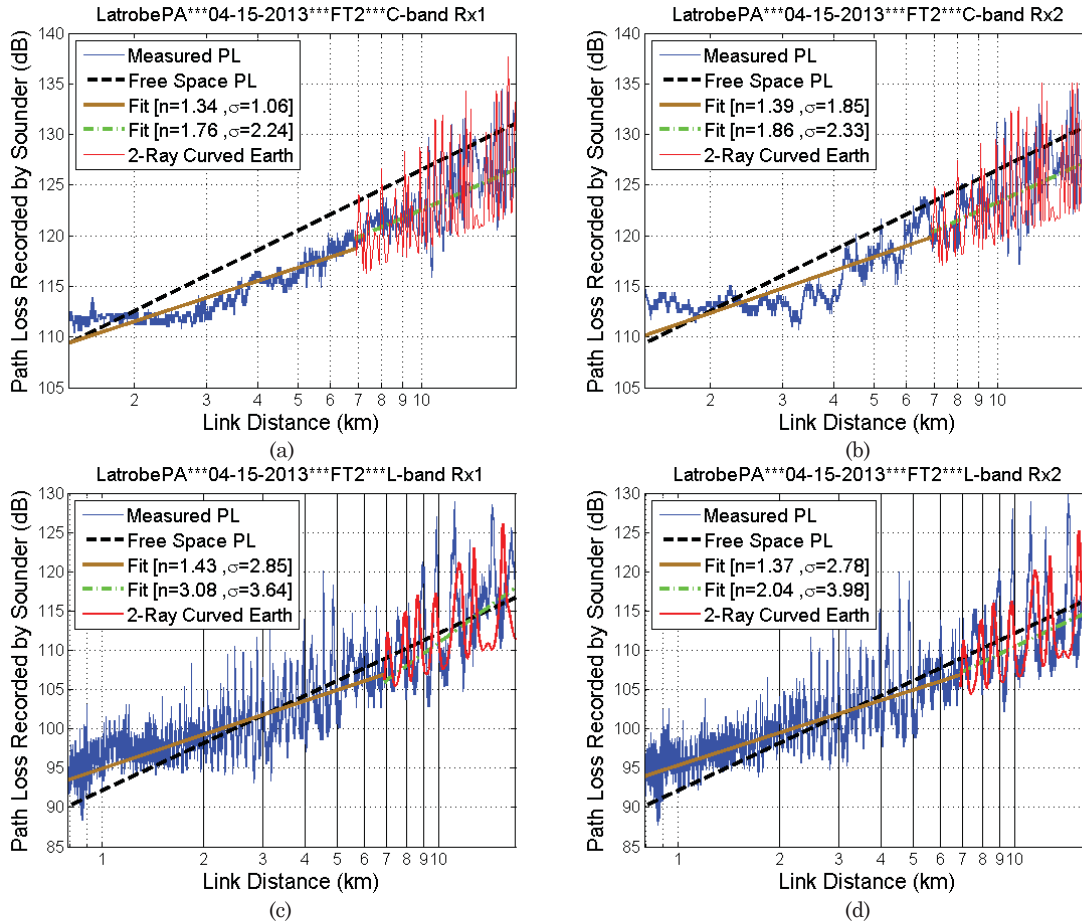 LatrobePA***04-15-2013***FT2***C-band Rx1
Path Loss Recorded by Sounder (dB)
140
135
130
125
120
115
110
105
Measured PL
Free Space PL
Fit [n=1.34 ,σ=1.06]
Fit [n=1.76 ,σ=2.24]
2-Ray Curved Earth
2 3 4 5 6 7 8 9 10
Link Distance (km)
(a)
LatrobePA***04-15-2013***FT2***C-band Rx2
Path Loss Recorded by Sounder (dB)
140
135
130
125
120
115
110
105
Measured PL
Free Space PL
Fit [n=1.39 ,σ=1.85]
Fit [n=1.86 ,σ=2.33]
2-Ray Curved Earth
2 3 4 5 6 7 8 9 10
Link Distance (km)
(b)
LatrobePA***04-15-2013***FT2***L-band Rx1
Path Loss Recorded by Sounder (dB)
130
125
120
115
110
105
100
95
90
85
Measured PL
Free Space PL
Fit [n=1.43 ,σ=2.85]
Fit [n=3.08 ,σ=3.64]
2-Ray Curved Earth
1 2 3 4 5 6 7 8 9 10
Link Distance (km)
(c)
LatrobePA***04-15-2013***FT2***L-band Rx2
Path Loss Recorded by Sounder (dB)
130
125
120
115
110
105
100
95
90
85
Measured PL
Free Space PL
Fit [n=1.37 ,σ=2.78]
Fit [n=2.04 ,σ=3.98]
2-Ray Curved Earth
1 2 3 4 5 6 7 8 9 10
Link Distance (km)
(d)